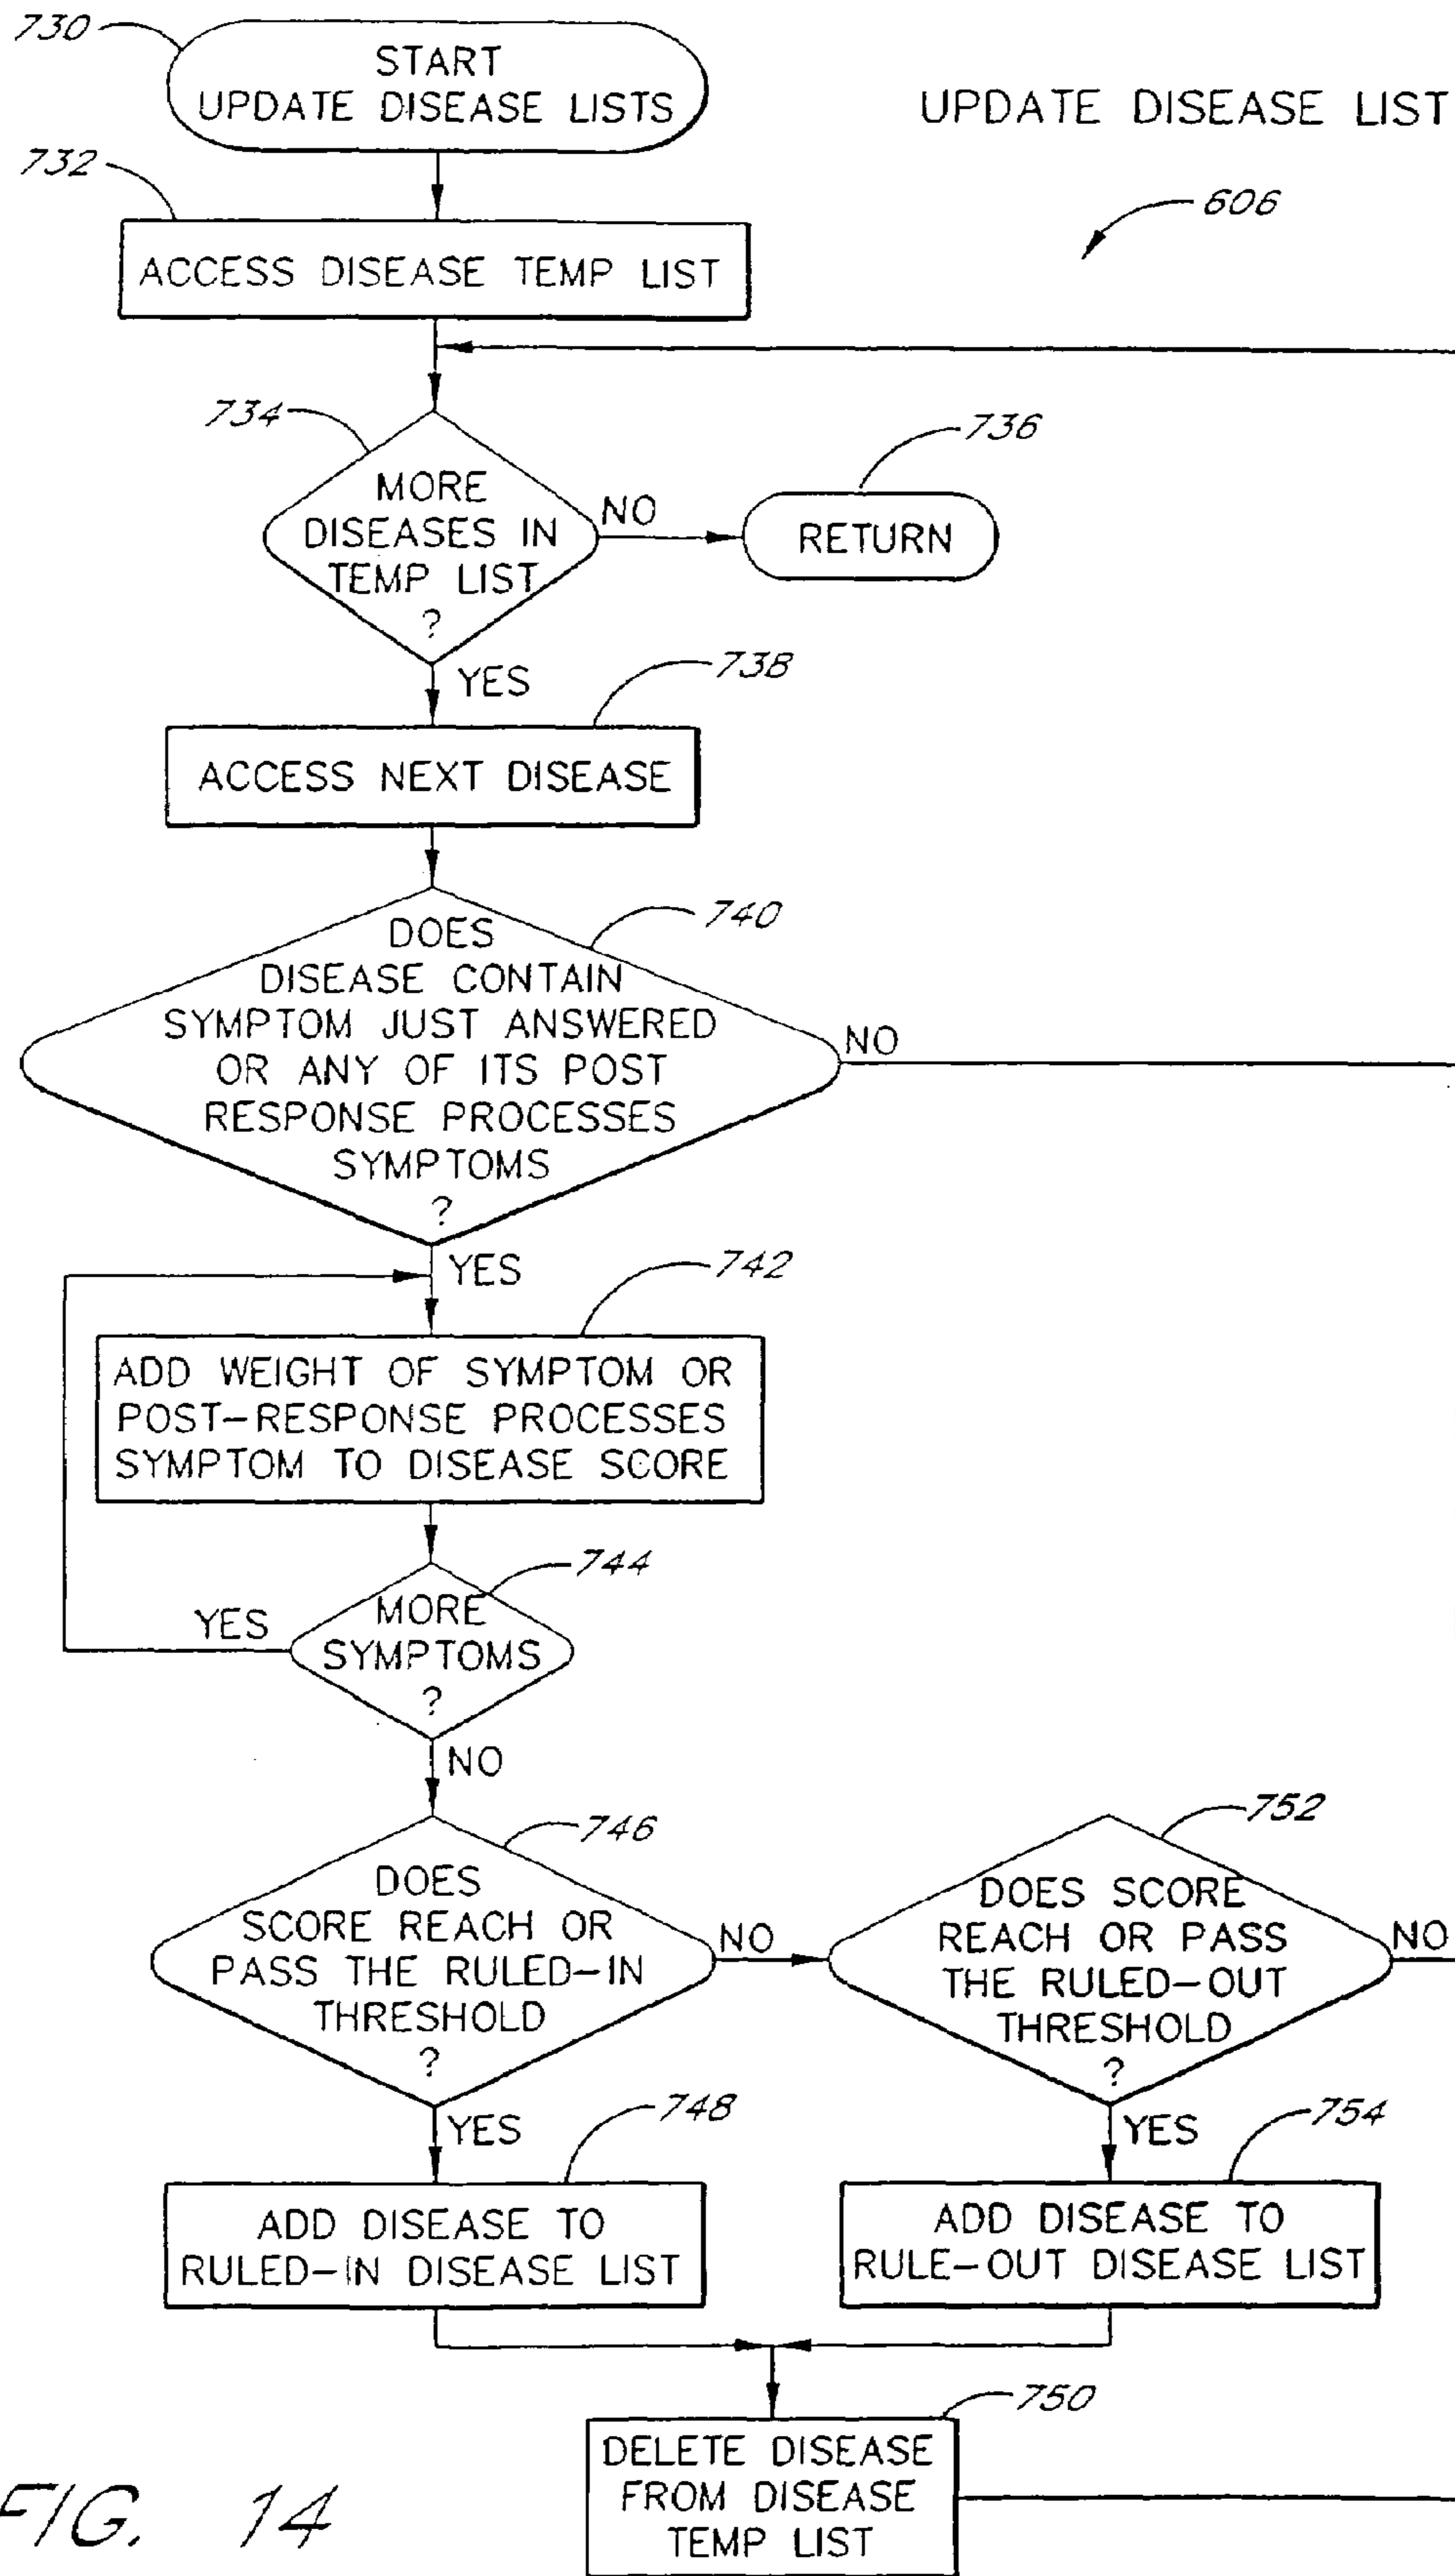 730
START
UPDATE DISEASE LISTS
UPDATE DISEASE LIST
732
606
ACCESS DISEASE TEMP LIST
734
736
MORE
DISEASES IN
TEMP LIST
?
NO
RETURN
YES
738
ACCESS NEXT DISEASE
740
DOES
DISEASE CONTAIN
SYMPTOM JUST ANSWERED
OR ANY OF ITS POST
RESPONSE PROCESSES
SYMPTOMS
?
NO
YES
742
ADD WEIGHT OF SYMPTOM OR
POST-RESPONSE PROCESSES
SYMPTOM TO DISEASE SCORE
744
MORE
SYMPTOMS
?
YES
NO
746
DOES
SCORE REACH OR
PASS THE RULED-IN
THRESHOLD
?
NO
752
DOES SCORE
REACH OR PASS
THE RULED-OUT
THRESHOLD
?
NO
YES
748
YES
754
ADD DISEASE TO
RULED-IN DISEASE LIST
ADD DISEASE TO
RULE-OUT DISEASE LIST
750
DELETE DISEASE
FROM DISEASE
TEMP LIST
FIG. 14